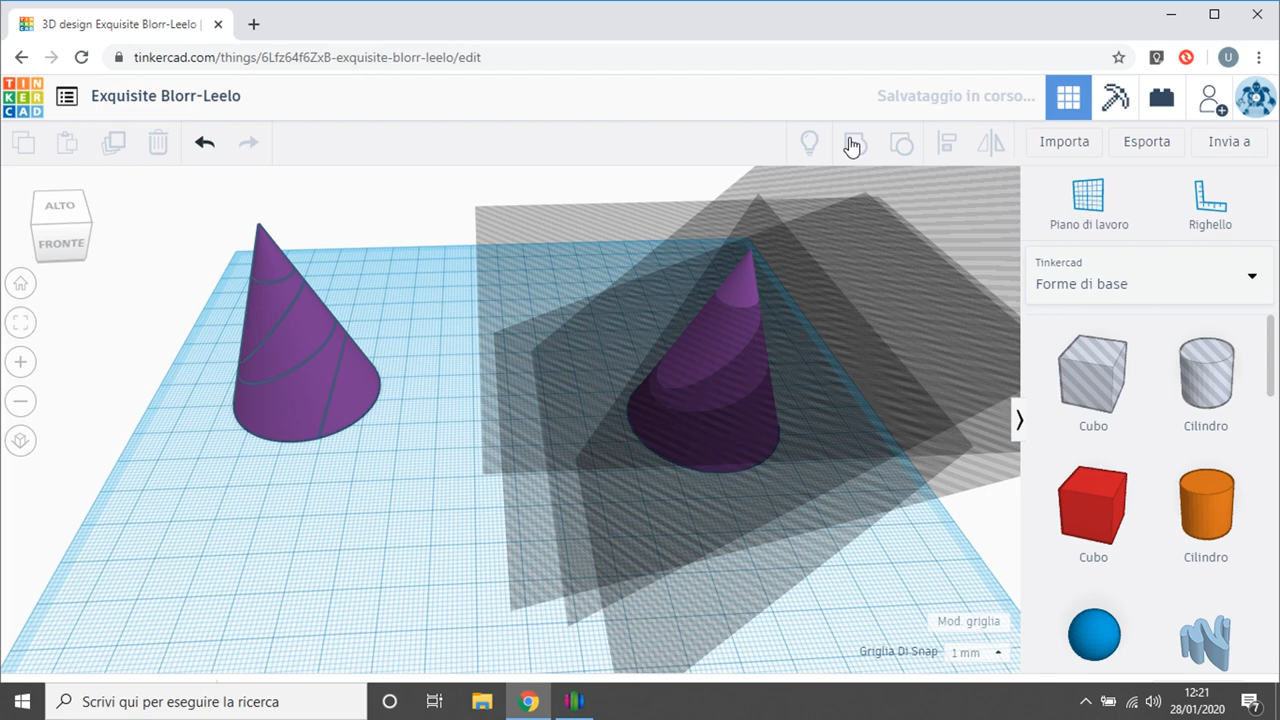 3D design Exquisite Blorr-Leelo |
tinkercad.com/things/6Lfz64f6ZxB-exquisite-blorr-leelo/edit
U
TIN
KER
CAD
Exquisite Blorr-Leelo
Salvataggio in corso...
Importa
Esporta
Invia a
ALTO
FRONTE
Piano di lavoro
Righello
Tinkercad
Forme di base
Cubo
Cilindro
Cubo
Cilindro
Mod. griglia
Griglia Di Snap
1 mm
Scrivi qui per eseguire la ricerca
12:21
28/01/2020
7